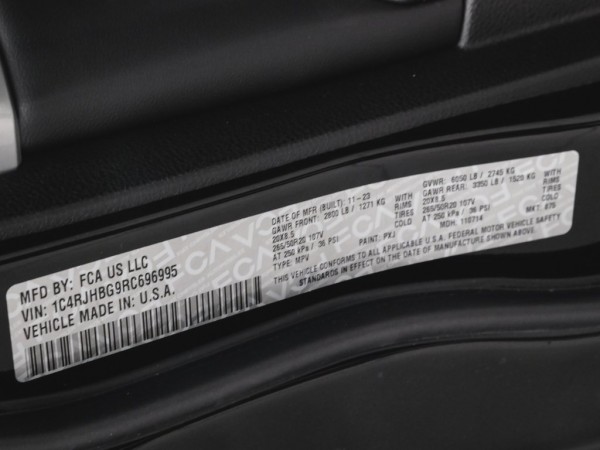 MFD BY: FCA US LLC
VIN: 1C4RJHBG9RC696995
VEHICLE MADE IN: U.S.A.
DATE OF MFR (BUILT): 11-23
GAWR FRONT: 2800 LB / 1271 KG
20X8.5 RIMS
265/50R20 107V TIRES
AT 250 kPa / 36 PSI COLD
TYPE: MPV PAINT: PXJ
GVWR: 6050 LB / 2745 KG
GAWR REAR: 3350 LB / 1520 KG
WITH 20X8.5 RIMS
265/50R20 107V TIRES
AT 250 kPa / 36 PSI COLD
MDH: 110714 MKT: 876
THIS VEHICLE CONFORMS TO ALL APPLICABLE U.S.A. FEDERAL MOTOR VEHICLE SAFETY
STANDARDS IN EFFECT ON THE DATE OF MANUFACTURE SHOWN ABOVE.